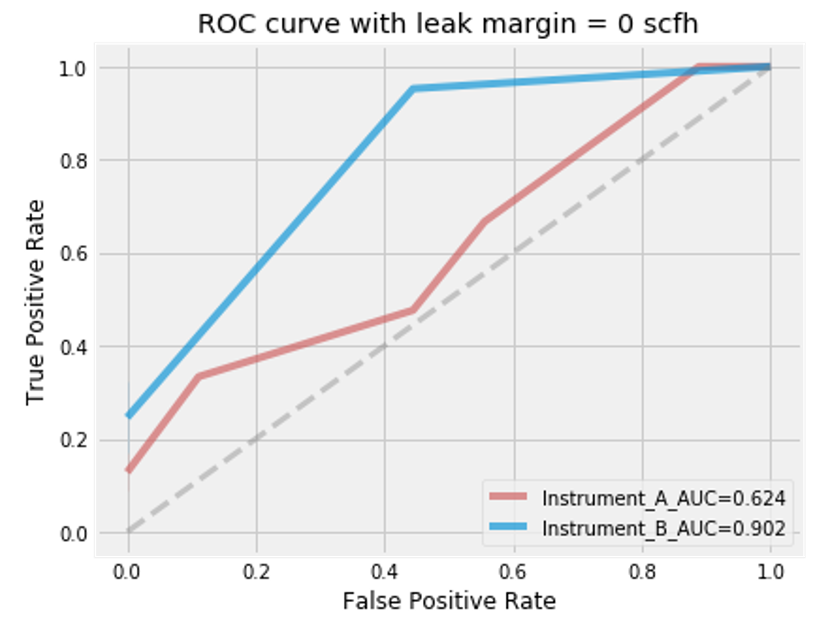 ROC curve with leak margin = 0 scfh
True Positive Rate
1.0
0.8
0.6
0.4
0.2
0.0
Instrument_A_AUC=0.624
Instrument_B_AUC=0.902
0.0 0.2 0.4 0.6 0.8 1.0
False Positive Rate